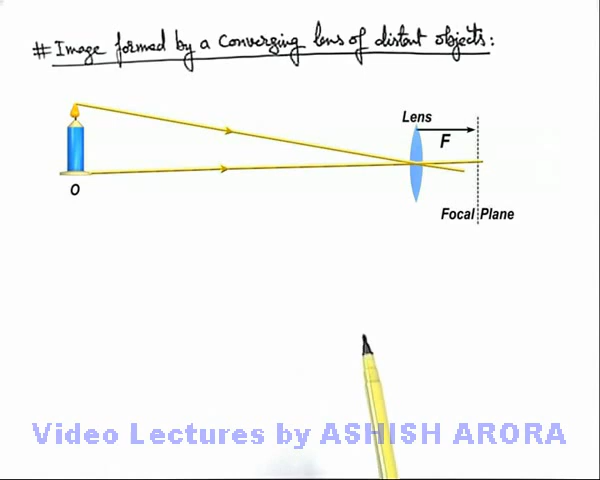 # Image formed by a Converging lens of distant objects:
Lens
F
O
Focal Plane
Video Lectures by ASHISH ARORA